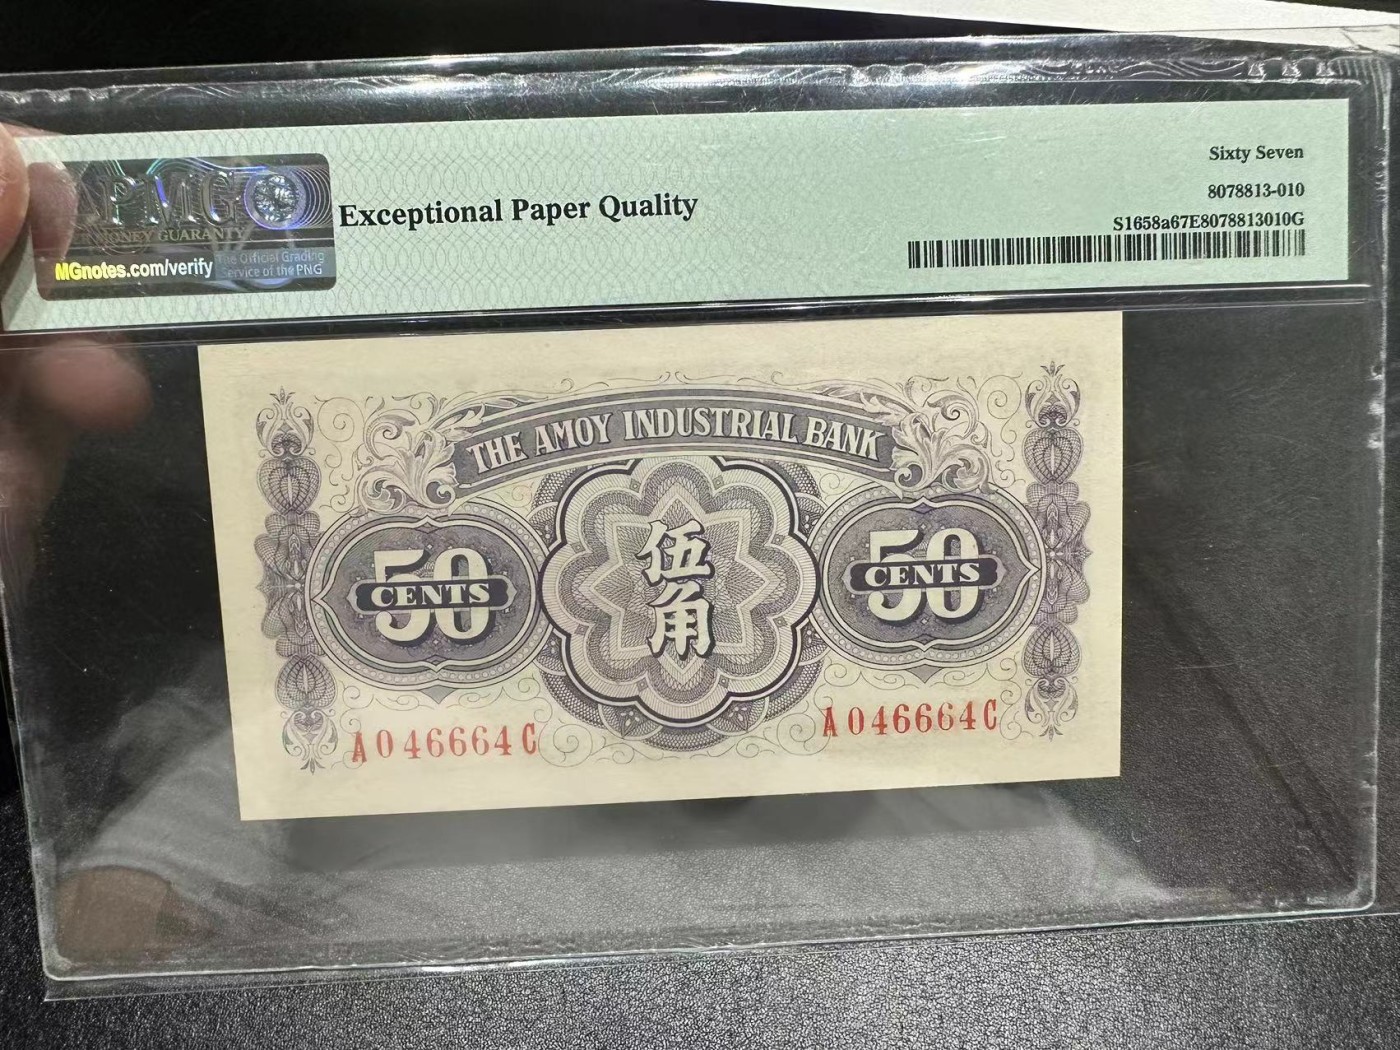 PMG
MONEY GUARANTY
MGnotes.com/verify
The Official Grading
Service of the PNG
Exceptional Paper Quality
Sixty Seven
8078813-010
S1658a67E8078813010G
THE AMOY INDUSTRIAL BANK
50
CENTS
伍角
50
CENTS
A046664C
A046664C